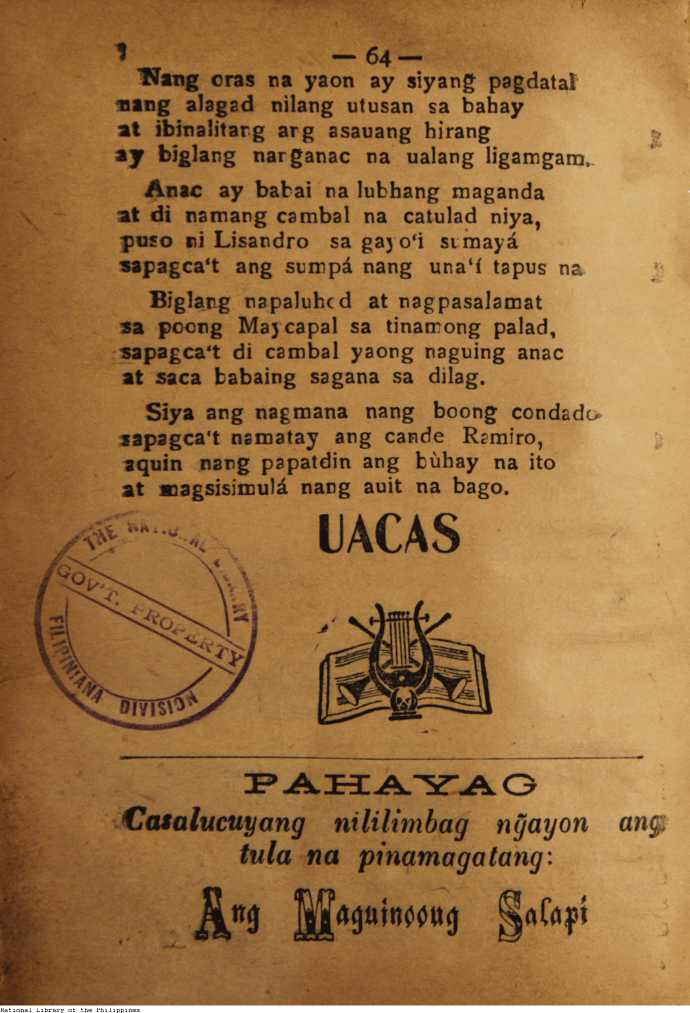 — 64 —
Nang oras na yaon ay siyang pagdatal
nang alagad nilang utusan sa bahay
at ibinalitang ang asauang hirang
ay biglang nanganac na ualang ligamgam.
Anac ay babai na lubhang maganda
at di namang cambal na catulad niya,
puso ni Lisandro sa gayo‘i sumayá
sapagca‘t ang sumpá nang una‘í tapus na
Biglang napaluhod at nagpasalamat
sa poong Maycapal sa tinamong palad,
sapagca‘t di cambal yaong naguing anac
at saca babaing sagana sa dilag.
Siya ang nagmana nang boong condado
sapagca‘t namatay ang conde Ramiro,
aquin nang papatdin ang bùhay na ito
at magsisimulá nang auit na bago.
UACAS
THE NATIONAL LIBRARY
GOV'T. PROPERTY
FILIPINIANA DIVISION
PAHAYAG
Casalucuyang nililimbag ng̃ayon ang
tula na pinamagatang:
Ang Maguinoong Salapi
National Library of the Philippines